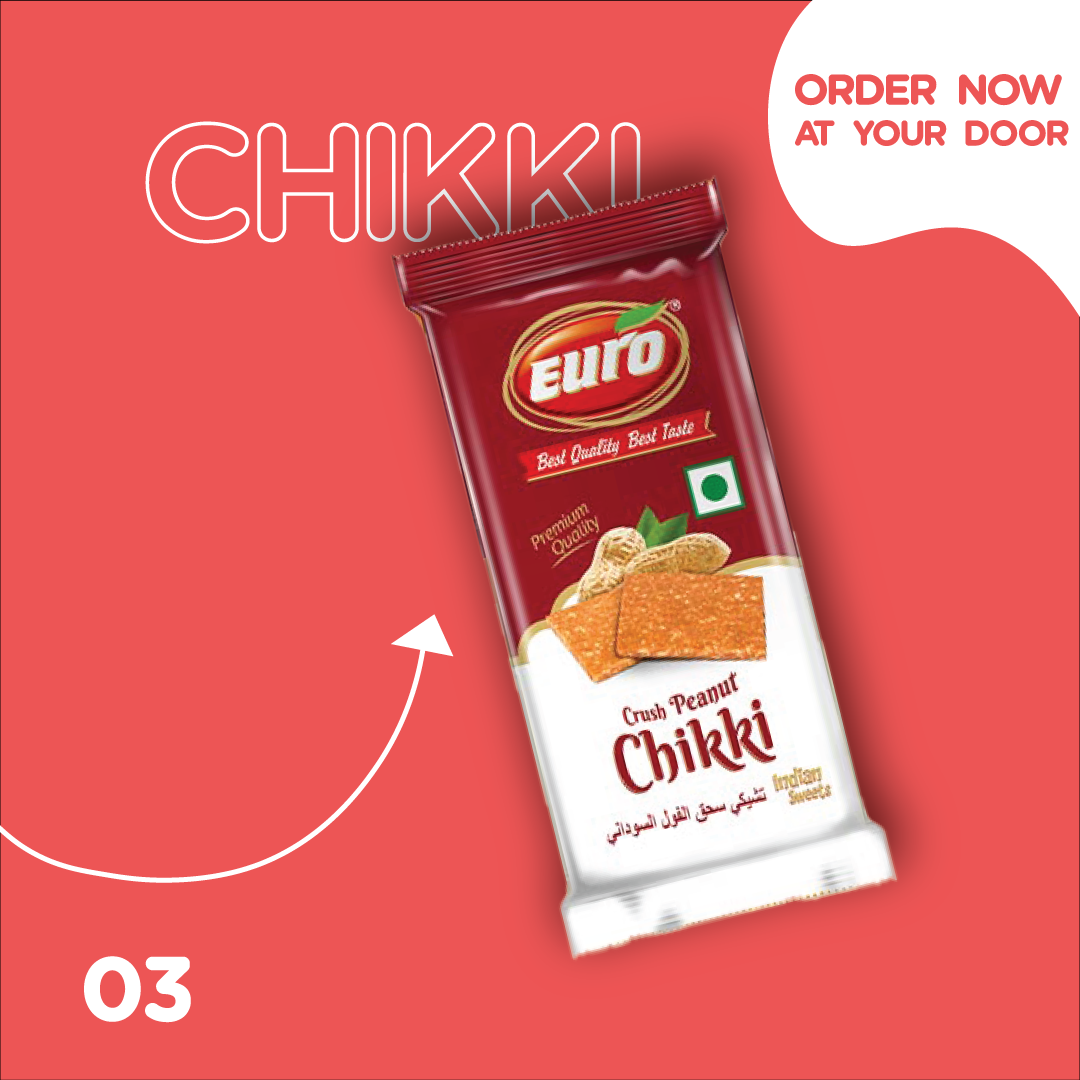 ORDER NOW
AT YOUR DOOR
CHIKKI
Euro®
Best Quality Best Taste
Premium
Quality
Crush Peanut
Chikki
Indian
Sweets
تشيكي سحق الفول السوداني
03